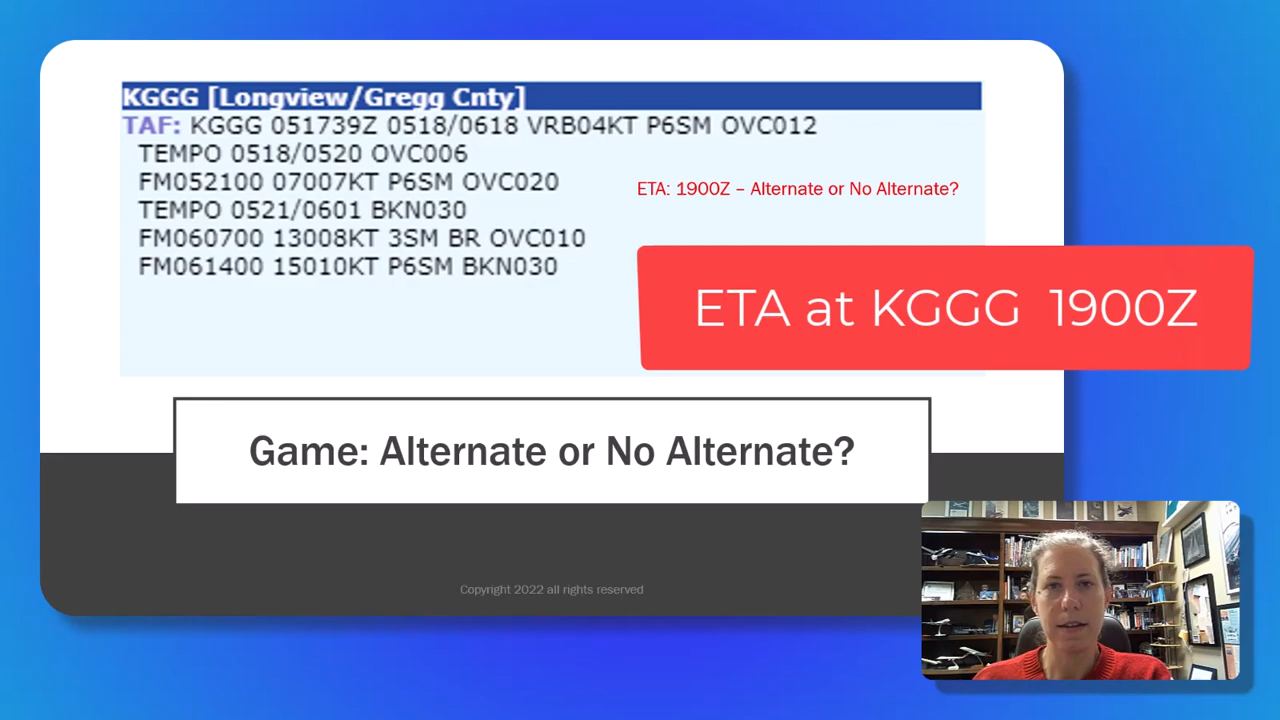 KGGG [Longview/Gregg Cnty]
TAF: KGGG 051739Z 0518/0618 VRB04KT P6SM OVC012
TEMPO 0518/0520 OVC006
FM052100 07007KT P6SM OVC020
TEMPO 0521/0601 BKN030
FM060700 13008KT 3SM BR OVC010
FM061400 15010KT P6SM BKN030
ETA: 1900Z – Alternate or No Alternate?
ETA at KGGG 1900Z
Game: Alternate or No Alternate?
Copyright 2022 all rights reserved